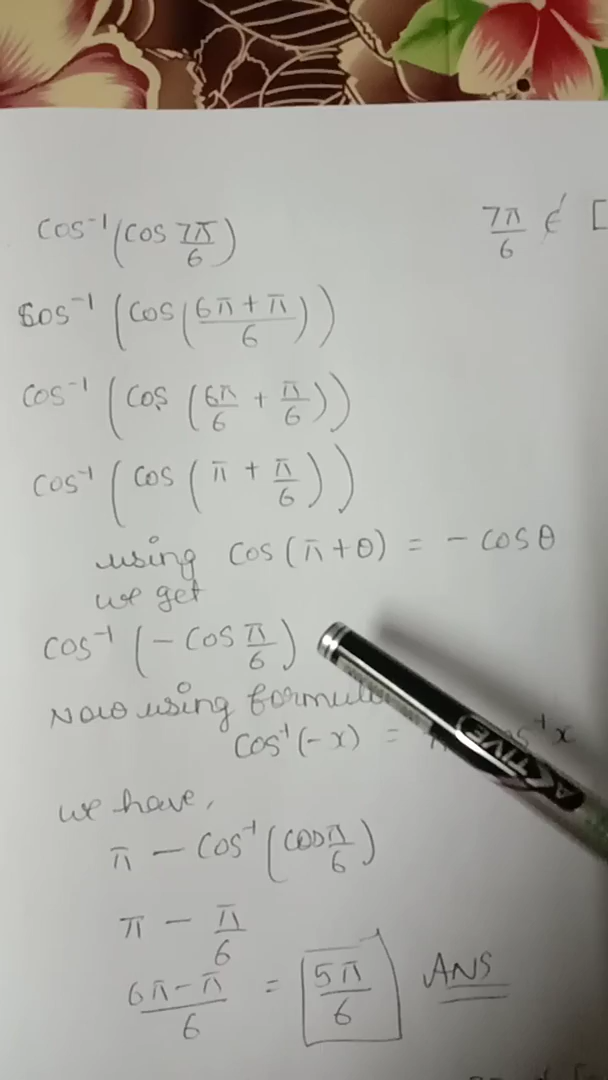 cos⁻¹(cos 7π/6)
7π/6 ∉ [
cos⁻¹(cos((6π+π)/6))
cos⁻¹(cos(6π/6 + π/6))
cos⁻¹(cos(π + π/6))
using cos(π+θ) = - cosθ
we get
cos⁻¹(- cos π/6)
Now using formula
cos⁻¹(-x) =
x
ACTIVE
we have,
π - cos⁻¹(cos π/6)
π - π/6
(6π-π)/6 = 5π/6 ANS